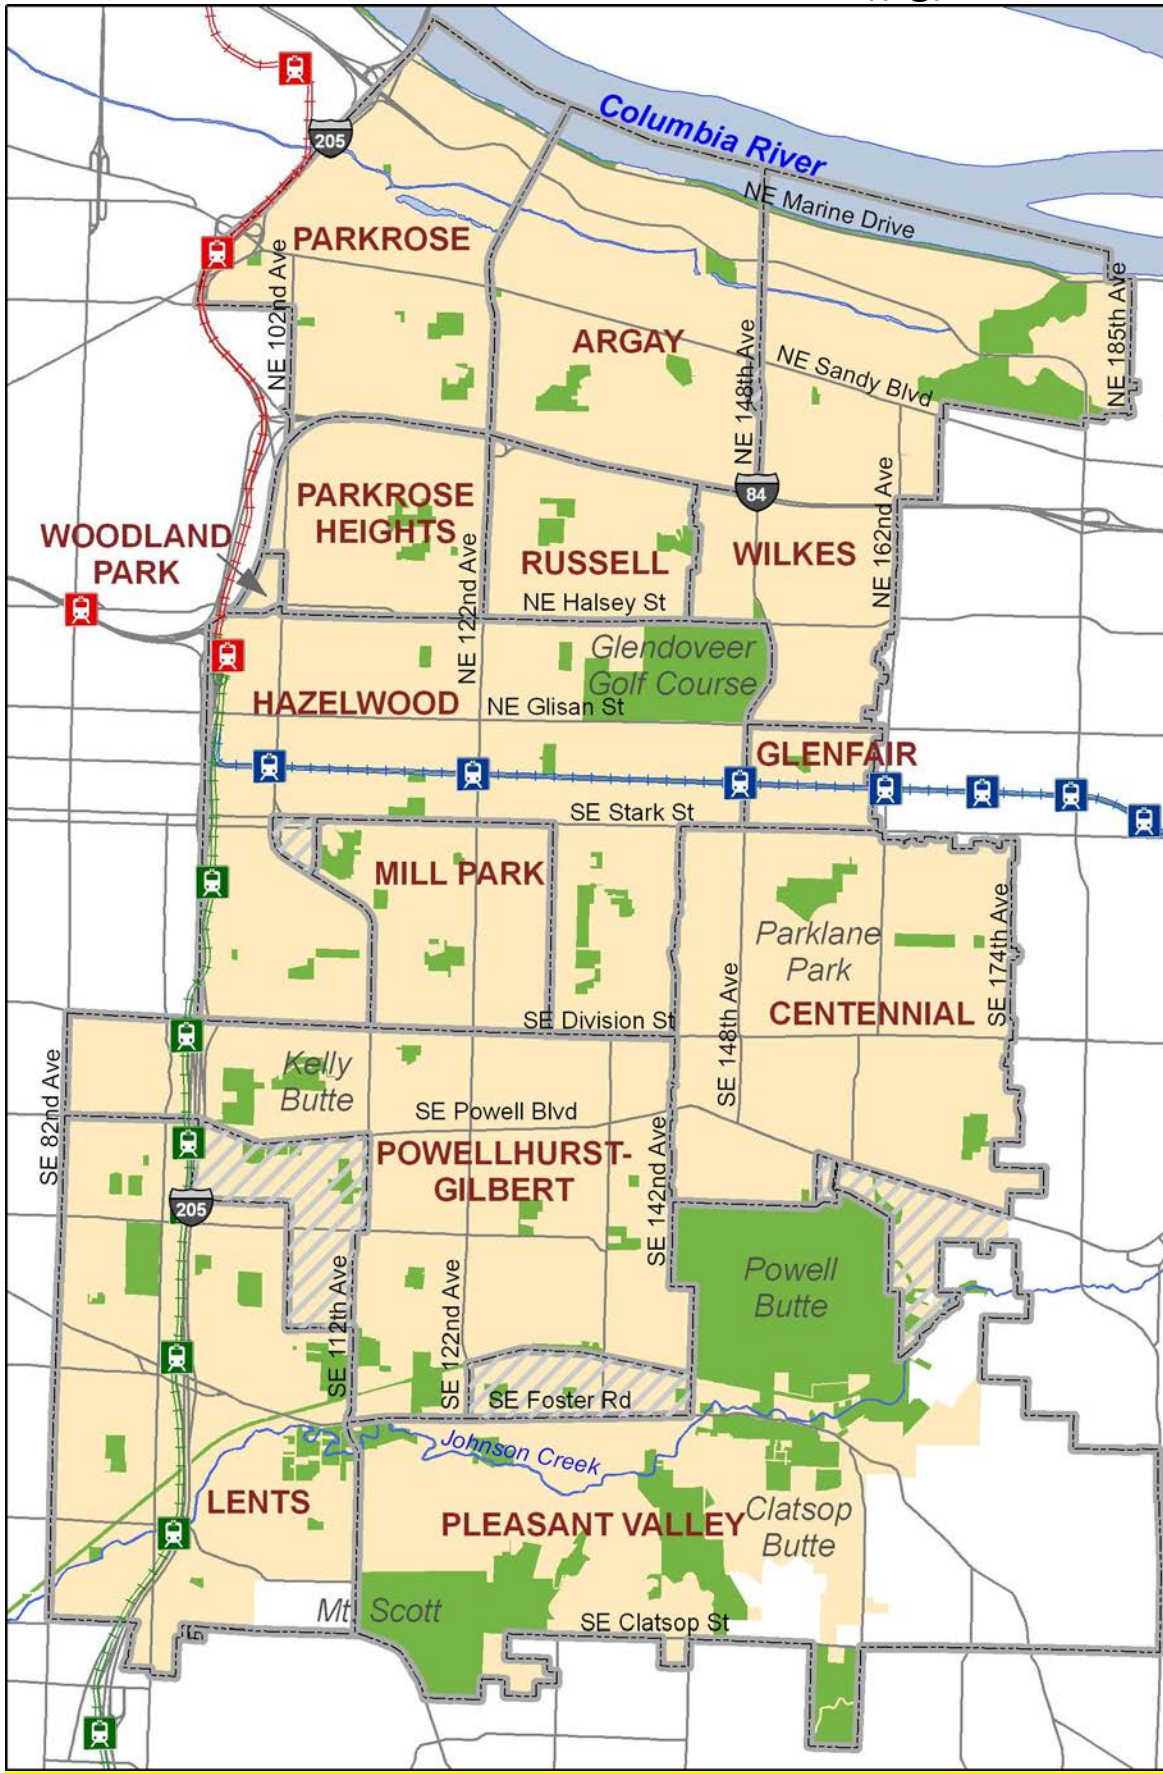 Columbia River
205
NE Marine Drive
PARKROSE
NE 102nd Ave
NE 185th Ave
ARGAY
NE 148th Ave
NE Sandy Blvd
PARKROSE
HEIGHTS
84
NE 162nd Ave
WOODLAND
PARK
NE 122nd Ave
RUSSELL
WILKES
NE Halsey St
Glendoveer
Golf Course
HAZELWOOD
NE Glisan St
GLENFAIR
SE Stark St
MILL PARK
Parklane
Park
SE 174th Ave
SE 148th Ave
CENTENNIAL
SE Division St
SE 82nd Ave
Kelly
Butte
SE Powell Blvd
POWELLHURST-
GILBERT
SE 142nd Ave
205
Powell
Butte
SE 112th Ave
SE 122nd Ave
SE Foster Rd
Johnson Creek
LENTS
PLEASANT VALLEY
Clatsop
Butte
Mt. Scott
SE Clatsop St